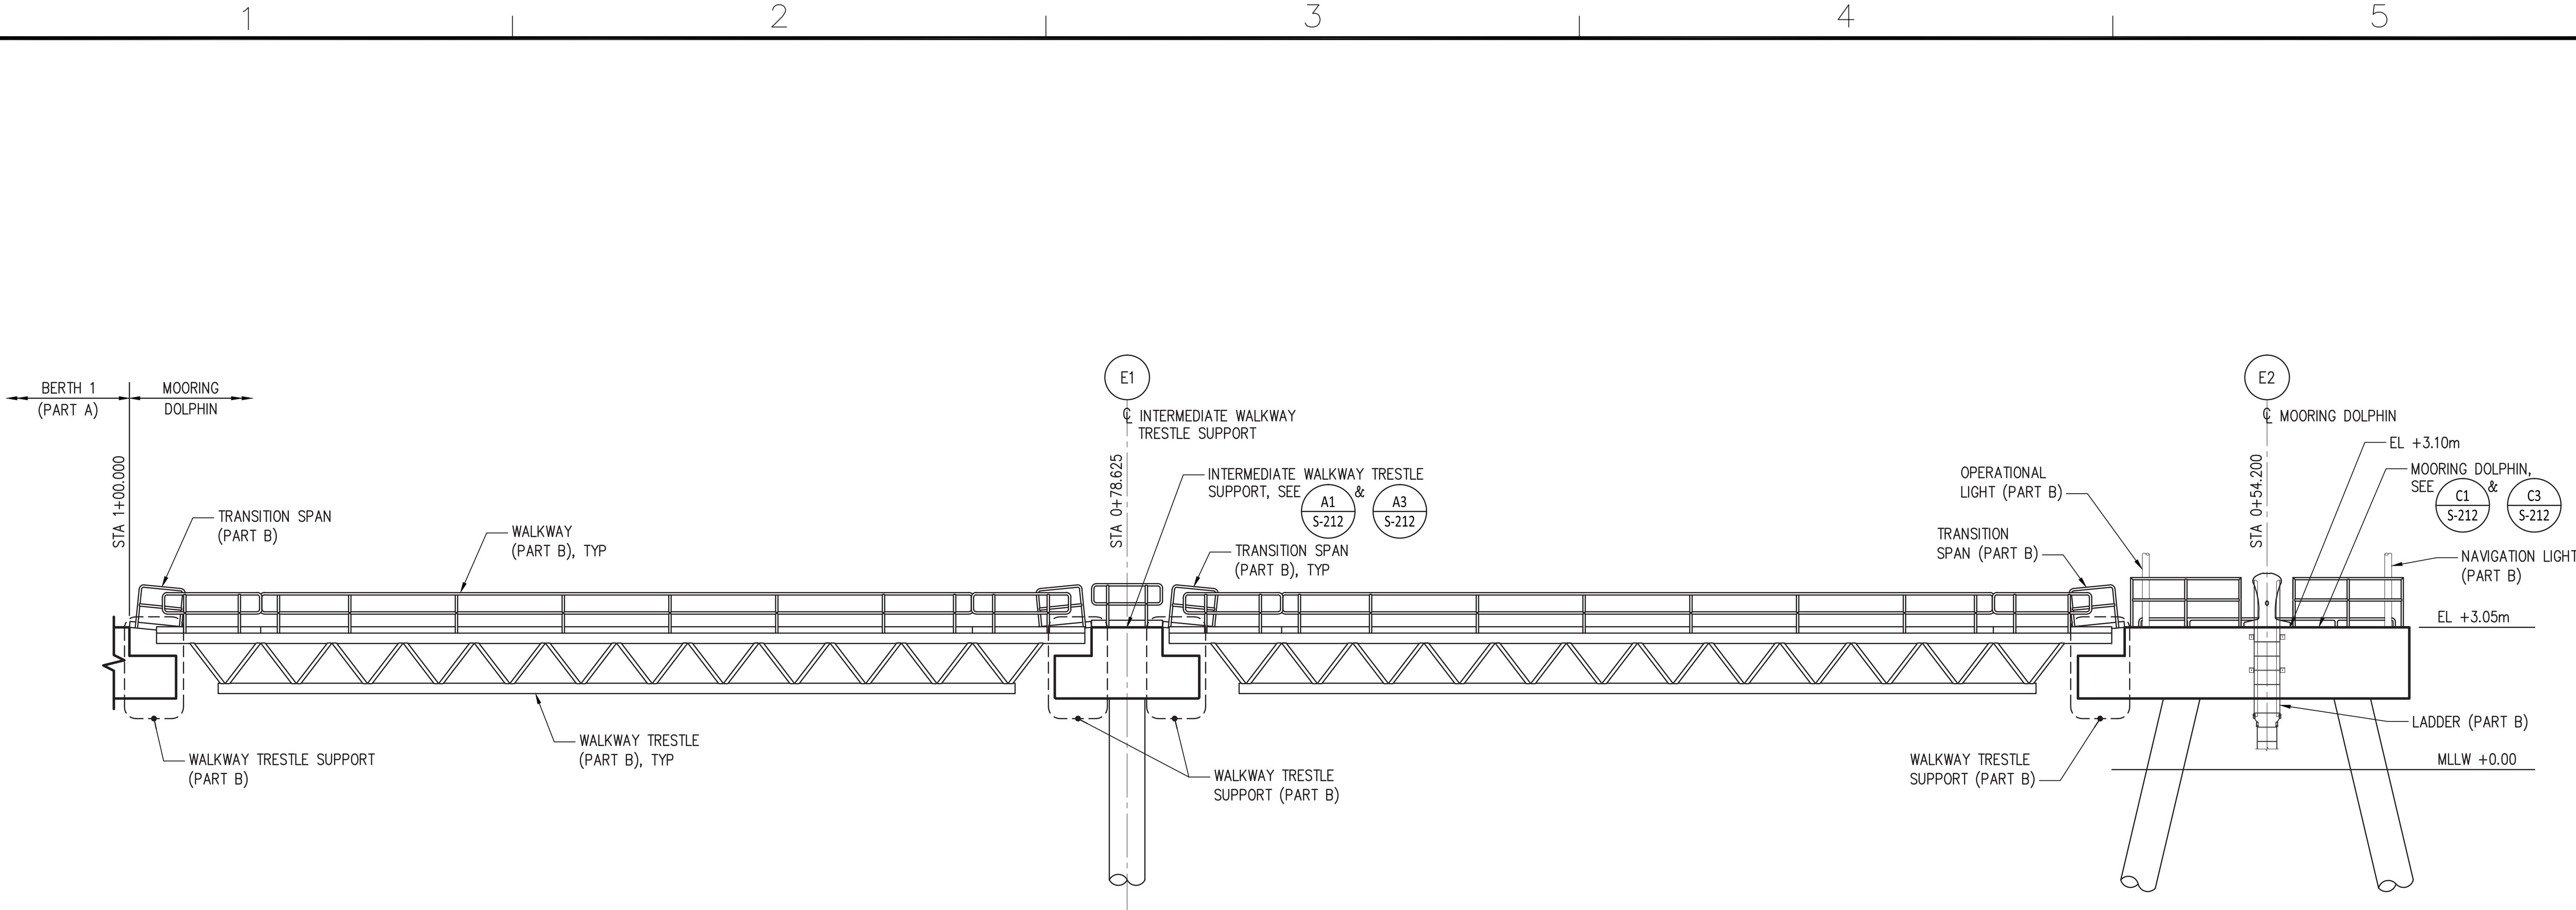 1
2
3
4
5
BERTH 1
(PART A)
MOORING
DOLPHIN
STA 1+00.000
TRANSITION SPAN
(PART B)
WALKWAY
(PART B), TYP
WALKWAY TRESTLE SUPPORT
(PART B)
WALKWAY TRESTLE
(PART B), TYP
E1
℄ INTERMEDIATE WALKWAY
TRESTLE SUPPORT
STA 0+78.625
INTERMEDIATE WALKWAY TRESTLE
SUPPORT, SEE A1 & A3
S-212 S-212
TRANSITION SPAN
(PART B), TYP
WALKWAY TRESTLE
SUPPORT (PART B)
OPERATIONAL
LIGHT (PART B)
TRANSITION
SPAN (PART B)
WALKWAY TRESTLE
SUPPORT (PART B)
E2
℄ MOORING DOLPHIN
STA 0+54.200
EL +3.10m
MOORING DOLPHIN,
SEE C1 & C3
S-212 S-212
NAVIGATION LIGHT
(PART B)
EL +3.05m
LADDER (PART B)
MLLW +0.00